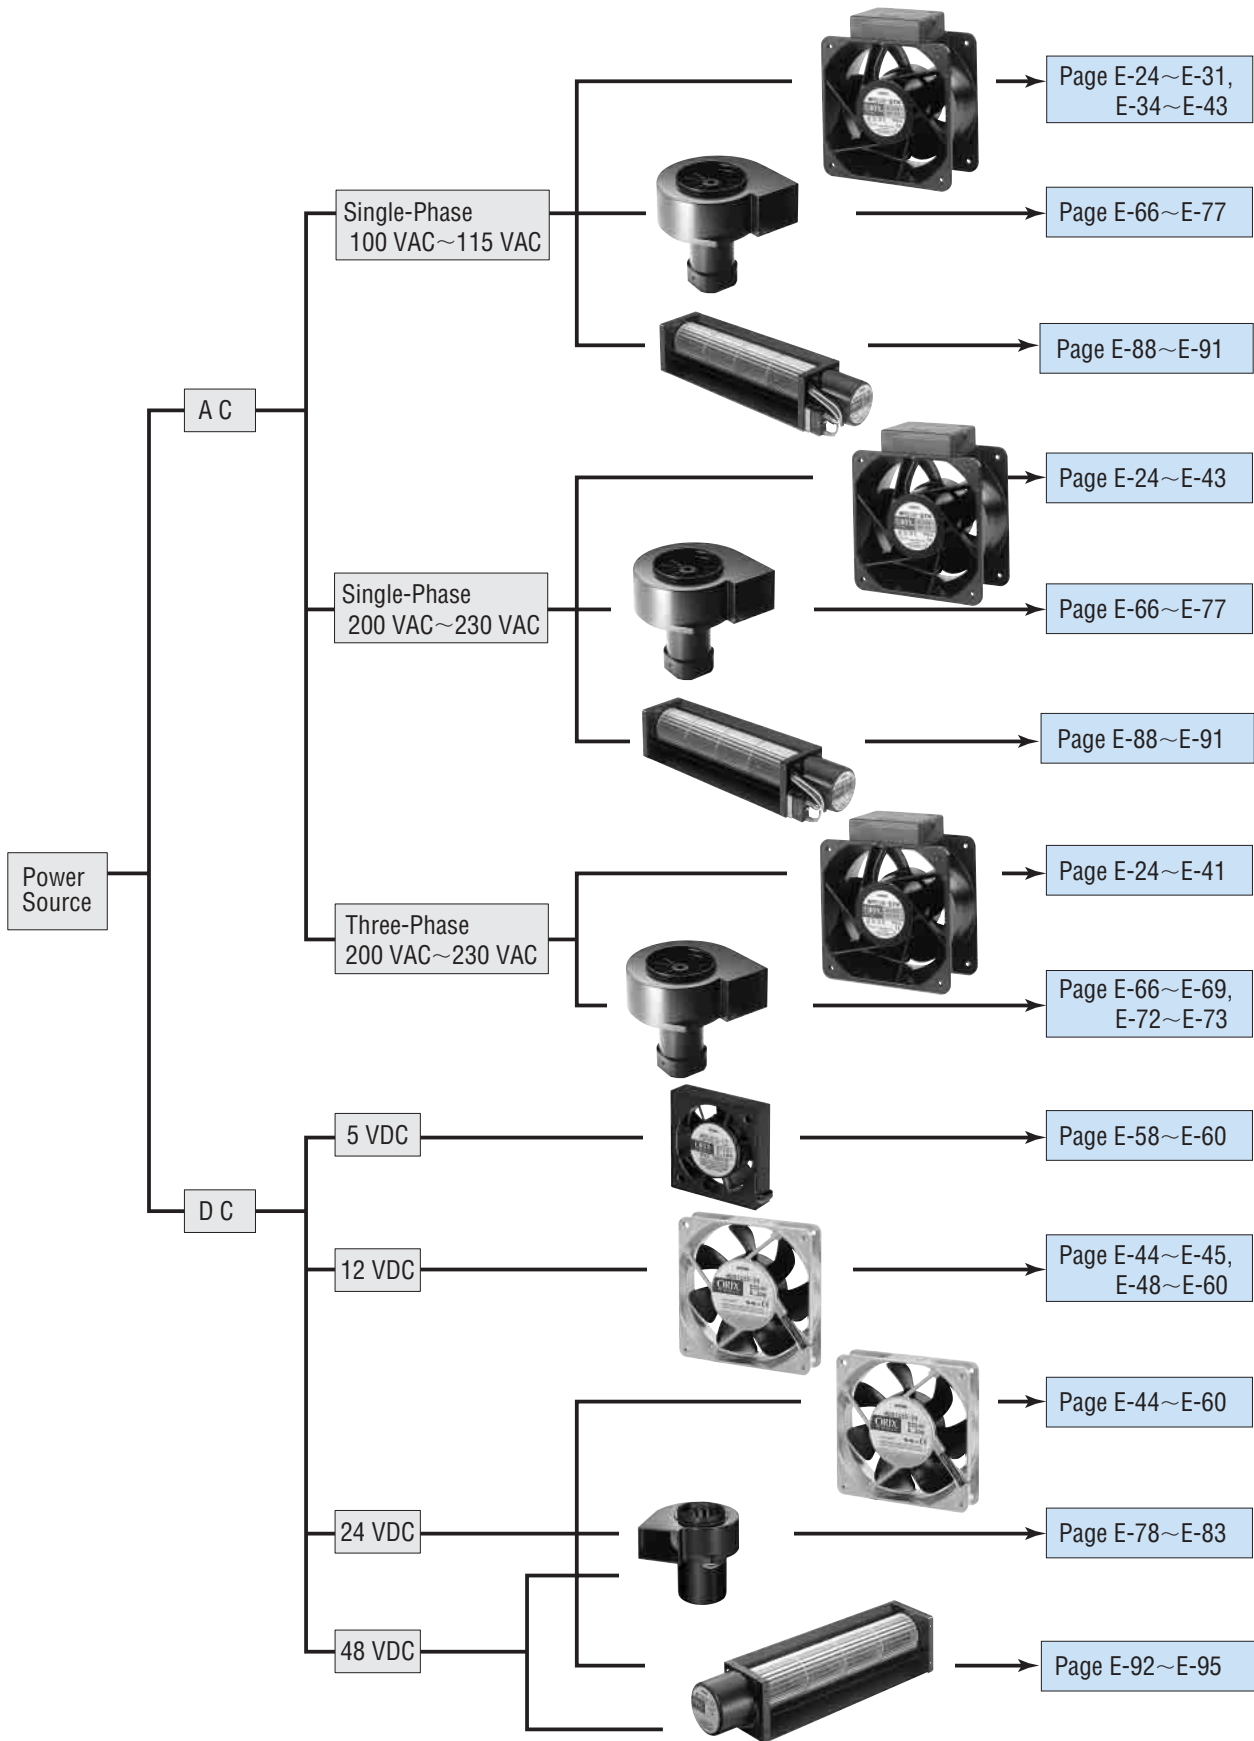 Page E-24～E-31,
E-34～E-43
Single-Phase
100 VAC～115 VAC
Page E-66～E-77
Page E-88～E-91
A C
Page E-24～E-43
Single-Phase
200 VAC～230 VAC
Page E-66～E-77
Page E-88～E-91
Power
Source
Page E-24～E-41
Three-Phase
200 VAC～230 VAC
Page E-66～E-69,
E-72～E-73
5 VDC
Page E-58～E-60
D C
12 VDC
ORIX
Page E-44～E-45,
E-48～E-60
ORIX
Page E-44～E-60
24 VDC
Page E-78～E-83
48 VDC
Page E-92～E-95